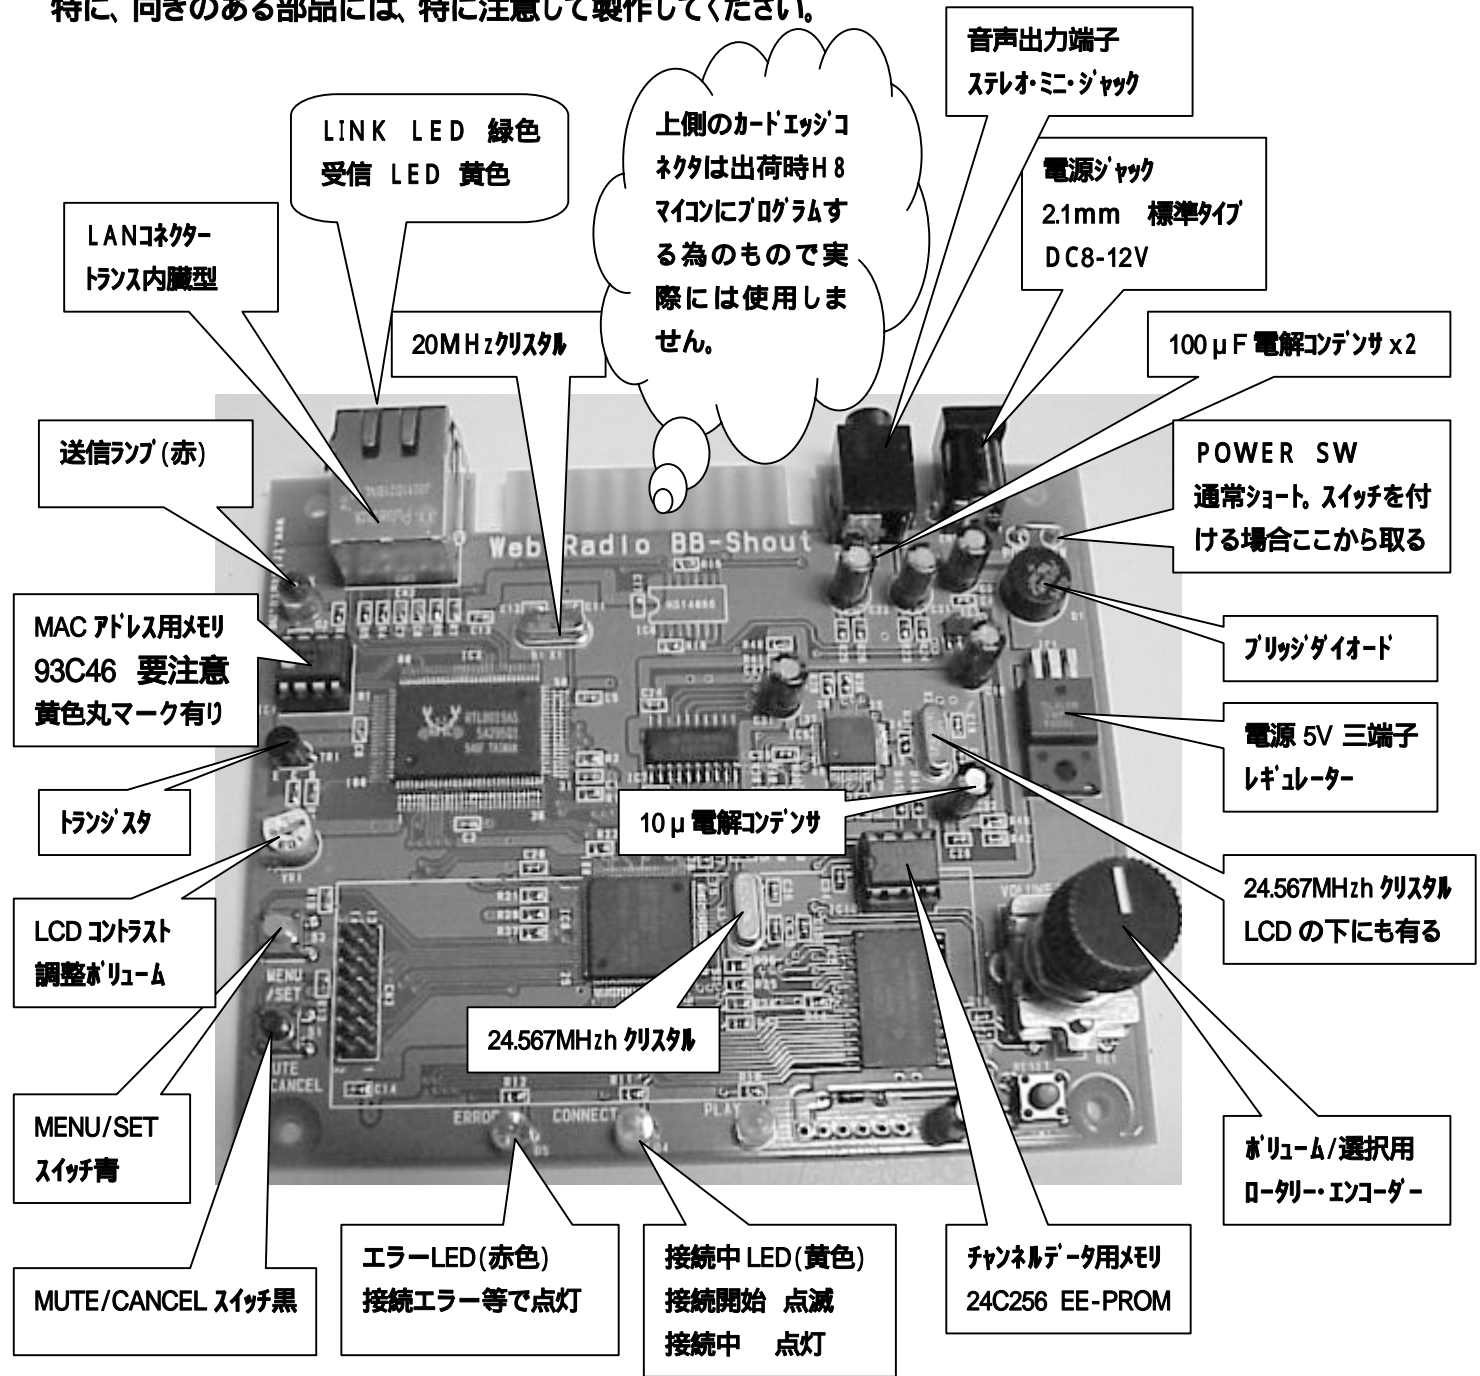 特に、向きのある部品には、特に注意して製作してください。
音声出力端子
ｽﾃﾚｵ･ﾐﾆ･ｼﾞｬｯｸ
LINK LED 緑色
受信 LED 黄色
上側のｶｰﾄﾞｴｯｼﾞｺ
ﾈｸﾀは出荷時H8
ﾏｲｺﾝにﾌﾟﾛｸﾞﾗﾑす
る為のもので実
際には使用しま
せん。
電源ｼﾞｬｯｸ
2.1mm 標準ﾀｲﾌﾟ
DC8-12V
LANｺﾈｸﾀｰ
ﾄﾗﾝｽ内臓型
20MHzｸﾘｽﾀﾙ
100μF 電解ｺﾝﾃﾞﾝｻ x2
送信ﾗﾝﾌﾟ(赤)
POWER SW
通常ｼｮｰﾄ。ｽｲｯﾁを付
ける場合ここから取る
Web Radio BB-Shout
MAC ｱﾄﾞﾚｽ用ﾒﾓﾘ
93C46 要注意
黄色丸マーク有り
ﾌﾞﾘｯｼﾞﾀﾞｲｵｰﾄﾞ
電源 5V 三端子
ﾚｷﾞｭﾚｰﾀｰ
ﾄﾗﾝｼﾞｽﾀ
10μ 電解ｺﾝﾃﾞﾝｻ
24.567MHzh ｸﾘｽﾀﾙ
LCD の下にも有る
LCD ｺﾝﾄﾗｽﾄ
調整ﾎﾞﾘｭｰﾑ
VOLUME
MENU
/SET
24.567MHzh ｸﾘｽﾀﾙ
MUTE
CANCEL
RESET
ERROR
CONNECT
PLAY
MENU/SET
ｽｲｯﾁ青
ﾎﾞﾘｭｰﾑ/選択用
ﾛｰﾀﾘｰ･ｴﾝｺｰﾀﾞｰ
MUTE/CANCEL ｽｲｯﾁ黒
エラーLED(赤色)
接続エラー等で点灯
接続中 LED(黄色)
接続開始 点滅
接続中 点灯
ﾁｬﾝﾈﾙﾃﾞｰﾀ用ﾒﾓﾘ
24C256 EE-PROM